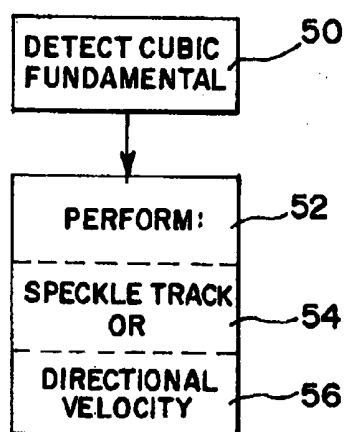 DETECT CUBIC
FUNDAMENTAL
50
PERFORM:
52
SPECKLE TRACK
OR
54
DIRECTIONAL
VELOCITY
56